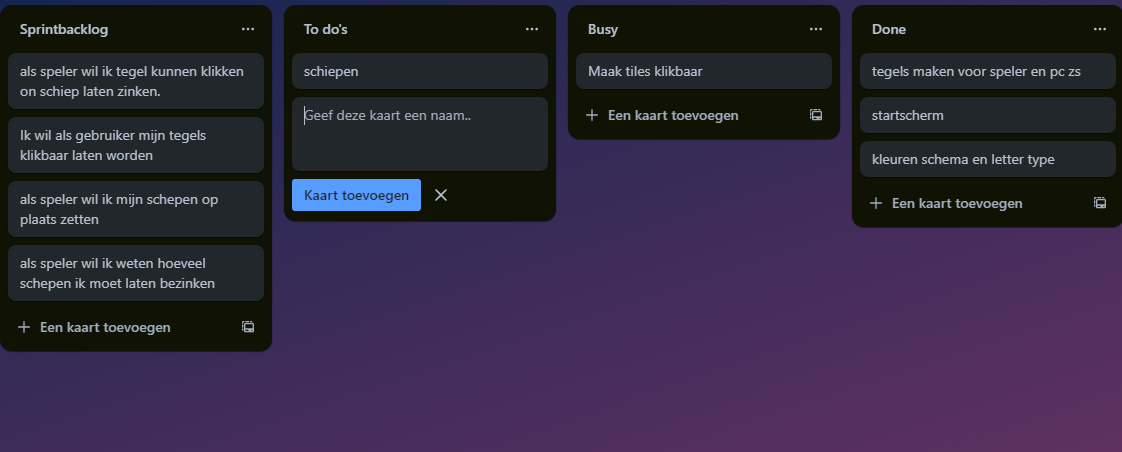 Sprintbacklog
als speler wil ik tegel kunnen klikken
on schiep laten zinken.
Ik wil als gebruiker mijn tegels
klikbaar laten worden
als speler wil ik mijn schepen op
plaats zetten
als speler wil ik weten hoeveel
schepen ik moet laten bezinken
Een kaart toevoegen
To do's
schiepen
Geef deze kaart een naam..
Kaart toevoegen
Busy
Maak tiles klikbaar
Een kaart toevoegen
Done
tegels maken voor speler en pc zs
startscherm
kleuren schema en letter type
Een kaart toevoegen